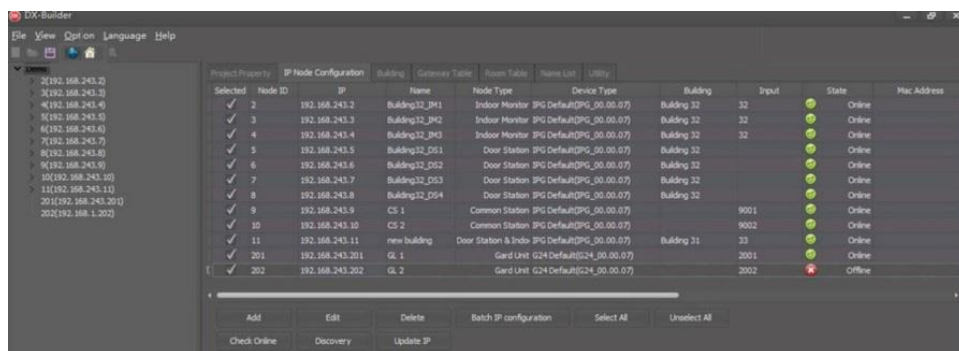 DX-Builder
File View Option Language Help
Demo
2(192.168.243.2)
3(192.168.243.3)
4(192.168.243.4)
5(192.168.243.5)
6(192.168.243.6)
7(192.168.243.7)
8(192.168.243.8)
9(192.168.243.9)
10(192.168.243.10)
11(192.168.243.11)
201(192.168.243.201)
202(192.168.1.202)
Project Property IP Node Configuration Building Gateway Table Room Table Name List Utility
Selected Node ID IP Name Node Type Device Type Building Input State Mac Address
2 192.168.243.2 Building32_IM1 Indoor Monitor IPG Default(IPG_00.00.07) Building 32 32 Online
3 192.168.243.3 Building32_IM2 Indoor Monitor IPG Default(IPG_00.00.07) Building 32 32 Online
4 192.168.243.4 Building32_IM3 Indoor Monitor IPG Default(IPG_00.00.07) Building 32 32 Online
5 192.168.243.5 Building32_DS1 Door Station IPG Default(IPG_00.00.07) Building 32 Online
6 192.168.243.6 Building32_DS2 Door Station IPG Default(IPG_00.00.07) Building 32 Online
7 192.168.243.7 Building32_DS3 Door Station IPG Default(IPG_00.00.07) Building 32 Online
8 192.168.243.8 Building32_DS4 Door Station IPG Default(IPG_00.00.07) Building 32 Online
9 192.168.243.9 CS 1 Common Station IPG Default(IPG_00.00.07) 9001 Online
10 192.168.243.10 CS 2 Common Station IPG Default(IPG_00.00.07) 9002 Online
11 192.168.243.11 new building Door Station & Indo IPG Default(IPG_00.00.07) Building 31 33 Online
201 192.168.243.201 GL 1 Gard Unit G24 Default(G24_00.00.07) 2001 Online
202 192.168.243.202 GL 2 Gard Unit G24 Default(G24_00.00.07) 2002 Offline
Add Edit Delete Batch IP configuration Select All Unselect All
Check Online Discovery Update IP